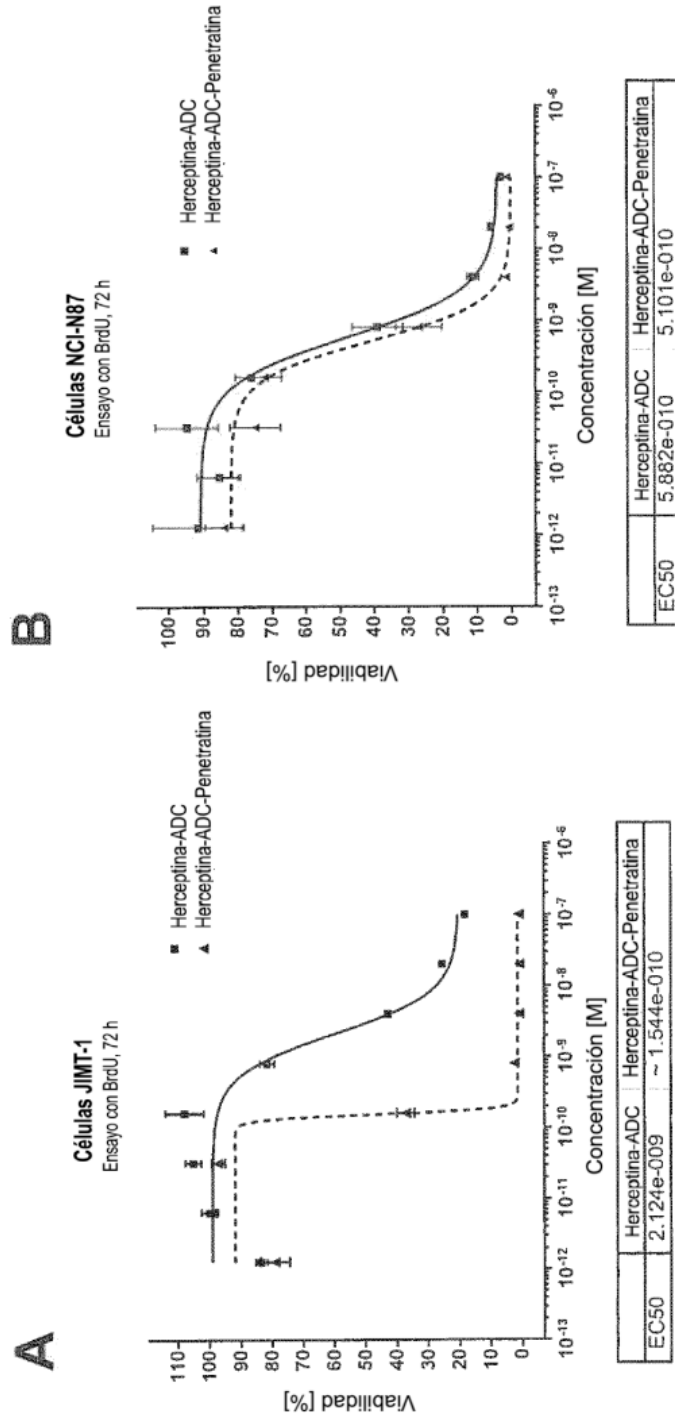 A
Células JIMT-1
Ensayo con BrdU, 72 h
Herceptina-ADC
Herceptina-ADC-Penetratina
Viabilidad [%]
110
100
90
80
70
60
50
40
30
20
10
0
10⁻¹³ 10⁻¹² 10⁻¹¹ 10⁻¹⁰ 10⁻⁹ 10⁻⁸ 10⁻⁷ 10⁻⁶
Concentración [M]
Herceptina-ADC Herceptina-ADC-Penetratina
EC50 2.124e-009 ~ 1.544e-010
B
Células NCI-N87
Ensayo con BrdU, 72 h
Herceptina-ADC
Herceptina-ADC-Penetratina
Viabilidad [%]
100
90
80
70
60
50
40
30
20
10
0
10⁻¹³ 10⁻¹² 10⁻¹¹ 10⁻¹⁰ 10⁻⁹ 10⁻⁸ 10⁻⁷ 10⁻⁶
Concentración [M]
Herceptina-ADC Herceptina-ADC-Penetratina
EC50 5.882e-010 5.101e-010